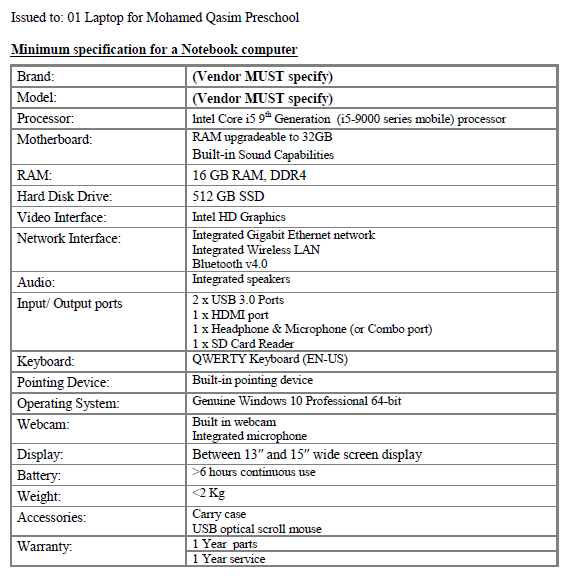 Issued to: 01 Laptop for Mohamed Qasim Preschool
Minimum specification for a Notebook computer
Brand: (Vendor MUST specify)
Model: (Vendor MUST specify)
Processor: Intel Core i5 9th Generation (i5-9000 series mobile) processor
Motherboard: RAM upgradeable to 32GB
Built-in Sound Capabilities
RAM: 16 GB RAM, DDR4
Hard Disk Drive: 512 GB SSD
Video Interface: Intel HD Graphics
Network Interface: Integrated Gigabit Ethernet network
Integrated Wireless LAN
Bluetooth v4.0
Audio: Integrated speakers
Input/ Output ports 2 x USB 3.0 Ports
1 x HDMI port
1 x Headphone & Microphone (or Combo port)
1 x SD Card Reader
Keyboard: QWERTY Keyboard (EN-US)
Pointing Device: Built-in pointing device
Operating System: Genuine Windows 10 Professional 64-bit
Webcam: Built in webcam
Integrated microphone
Display: Between 13″ and 15″ wide screen display
Battery: >6 hours continuous use
Weight: <2 Kg
Accessories: Carry case
USB optical scroll mouse
Warranty: 1 Year parts
1 Year service